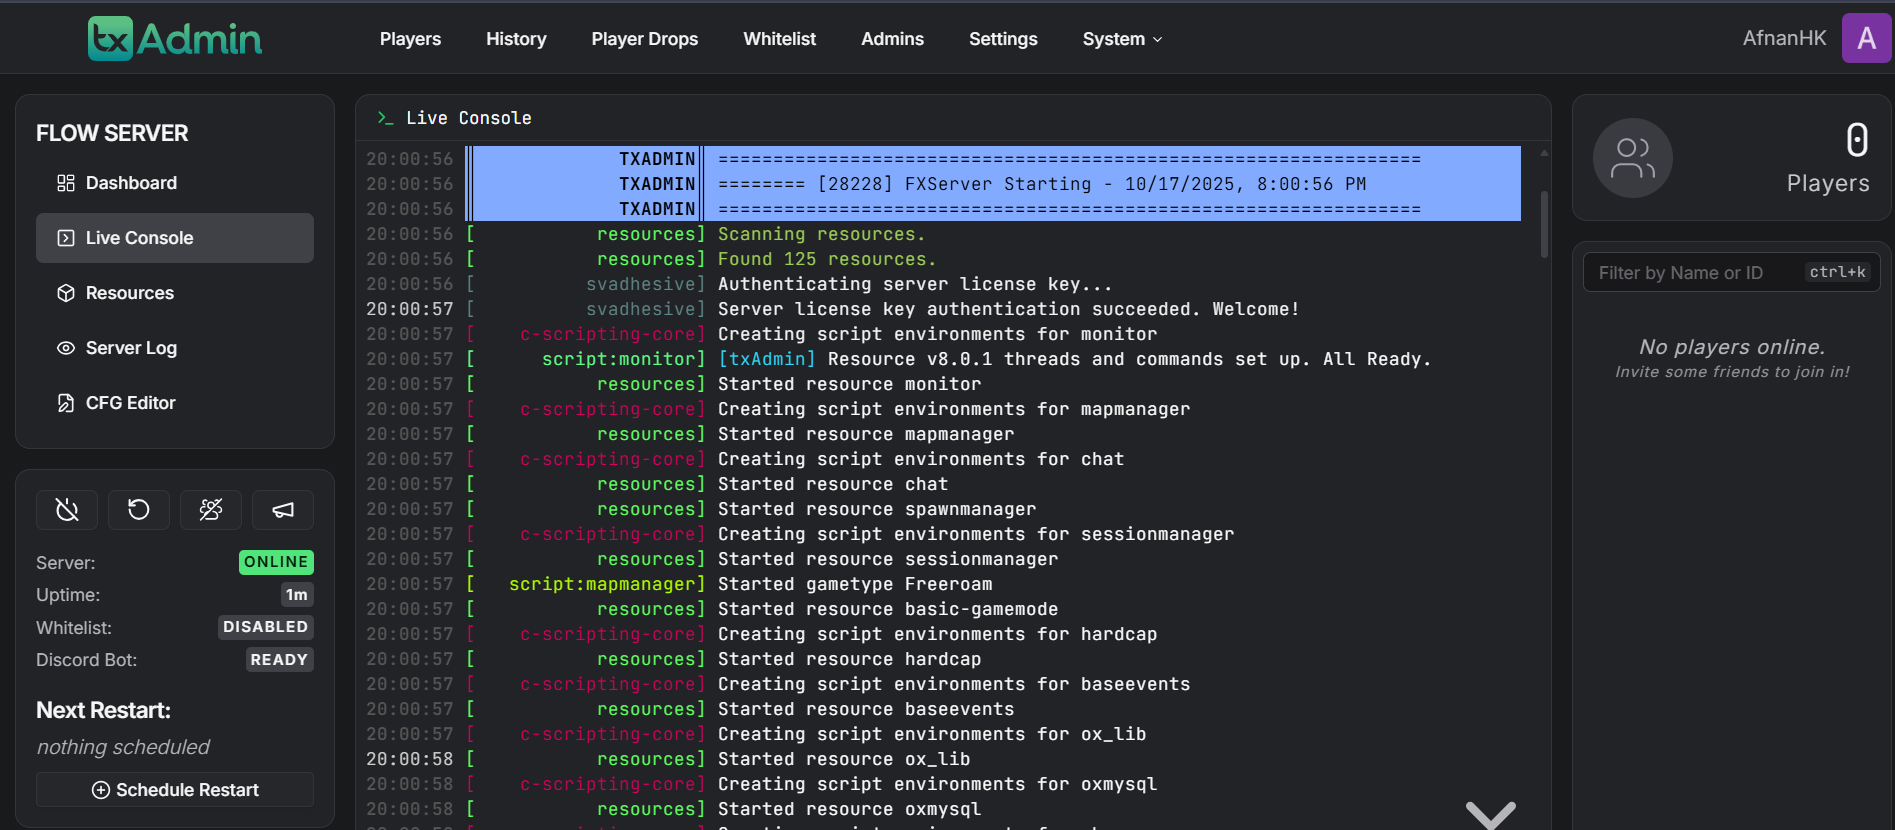 txAdmin
Players History Player Drops Whitelist Admins Settings System
AfnanHK A
FLOW SERVER
Dashboard
Live Console
Resources
Server Log
CFG Editor
Server: ONLINE
Uptime: 1m
Whitelist: DISABLED
Discord Bot: READY
Next Restart:
nothing scheduled
Schedule Restart
Live Console
20:00:56 TXADMIN ================================================================
20:00:56 TXADMIN ======== [28228] FXServer Starting - 10/17/2025, 8:00:56 PM
20:00:56 TXADMIN ================================================================
20:00:56 [ resources] Scanning resources.
20:00:56 [ resources] Found 125 resources.
20:00:56 [ svadhesive] Authenticating server license key...
20:00:57 [ svadhesive] Server license key authentication succeeded. Welcome!
20:00:57 [ c-scripting-core] Creating script environments for monitor
20:00:57 [ script:monitor] [txAdmin] Resource v8.0.1 threads and commands set up. All Ready.
20:00:57 [ resources] Started resource monitor
20:00:57 [ c-scripting-core] Creating script environments for mapmanager
20:00:57 [ resources] Started resource mapmanager
20:00:57 [ c-scripting-core] Creating script environments for chat
20:00:57 [ resources] Started resource chat
20:00:57 [ resources] Started resource spawnmanager
20:00:57 [ c-scripting-core] Creating script environments for sessionmanager
20:00:57 [ resources] Started resource sessionmanager
20:00:57 [ script:mapmanager] Started gametype Freeroam
20:00:57 [ resources] Started resource basic-gamemode
20:00:57 [ c-scripting-core] Creating script environments for hardcap
20:00:57 [ resources] Started resource hardcap
20:00:57 [ c-scripting-core] Creating script environments for baseevents
20:00:57 [ resources] Started resource baseevents
20:00:57 [ c-scripting-core] Creating script environments for ox_lib
20:00:58 [ resources] Started resource ox_lib
20:00:58 [ c-scripting-core] Creating script environments for oxmysql
20:00:58 [ resources] Started resource oxmysql
0
Players
Filter by Name or ID ctrl+k
No players online.
Invite some friends to join in!